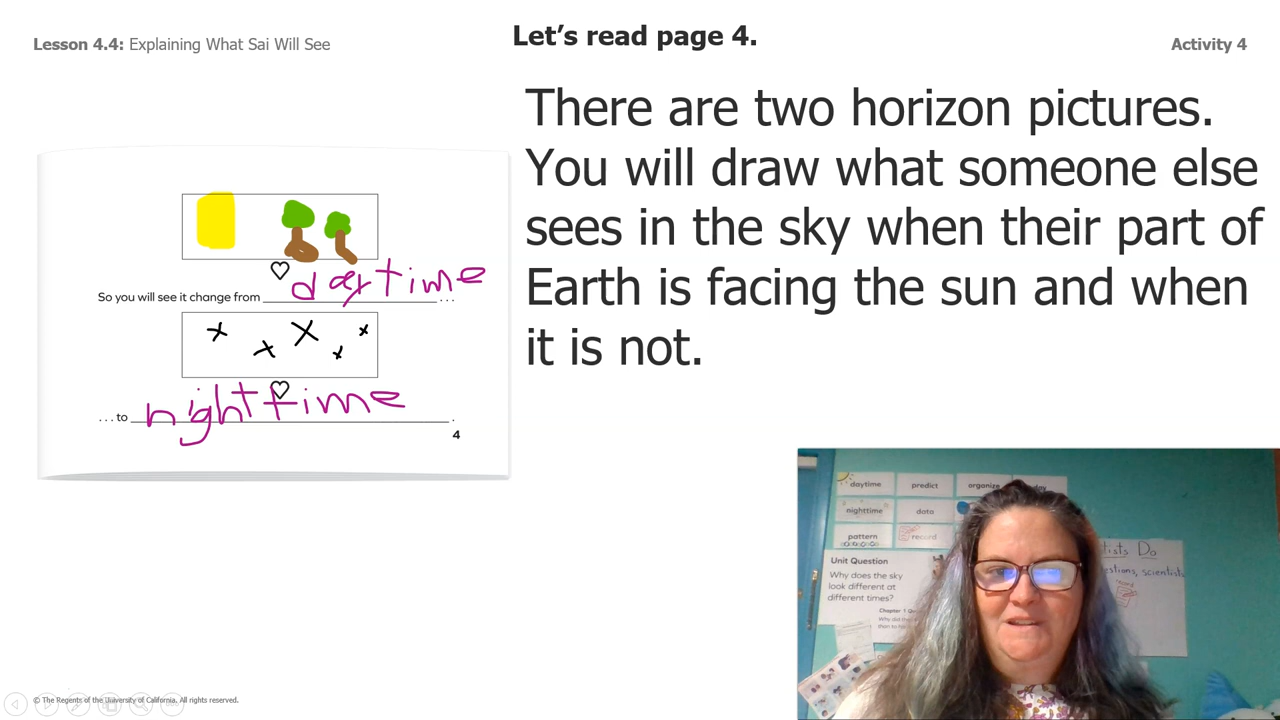 Lesson 4.4: Explaining What Sai Will See
Let's read page 4.
Activity 4
There are two horizon pictures.
You will draw what someone else
sees in the sky when their part of
Earth is facing the sun and when
it is not.
So you will see it change from daytime ...
... to nighttime .
4
daytime
predict
organize
nighttime
data
pattern
record
Unit Question
Why does the sky
look different at
different times?
Chapter 1
Do
© The Regents of the University of California. All rights reserved.